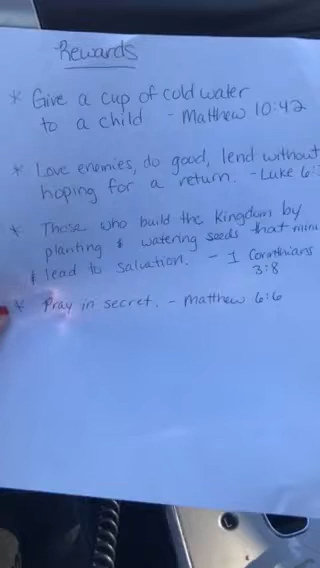 Rewards
* Give a cup of cold water
to a child - Matthew 10:42
* Love enemies, do good, lend without
hoping for a return. - Luke 6:
* Those who build the Kingdom by
planting & watering seeds that
& lead to salvation. - 1 Corinthians
3:8
* Pray in secret. - Matthew 6:6